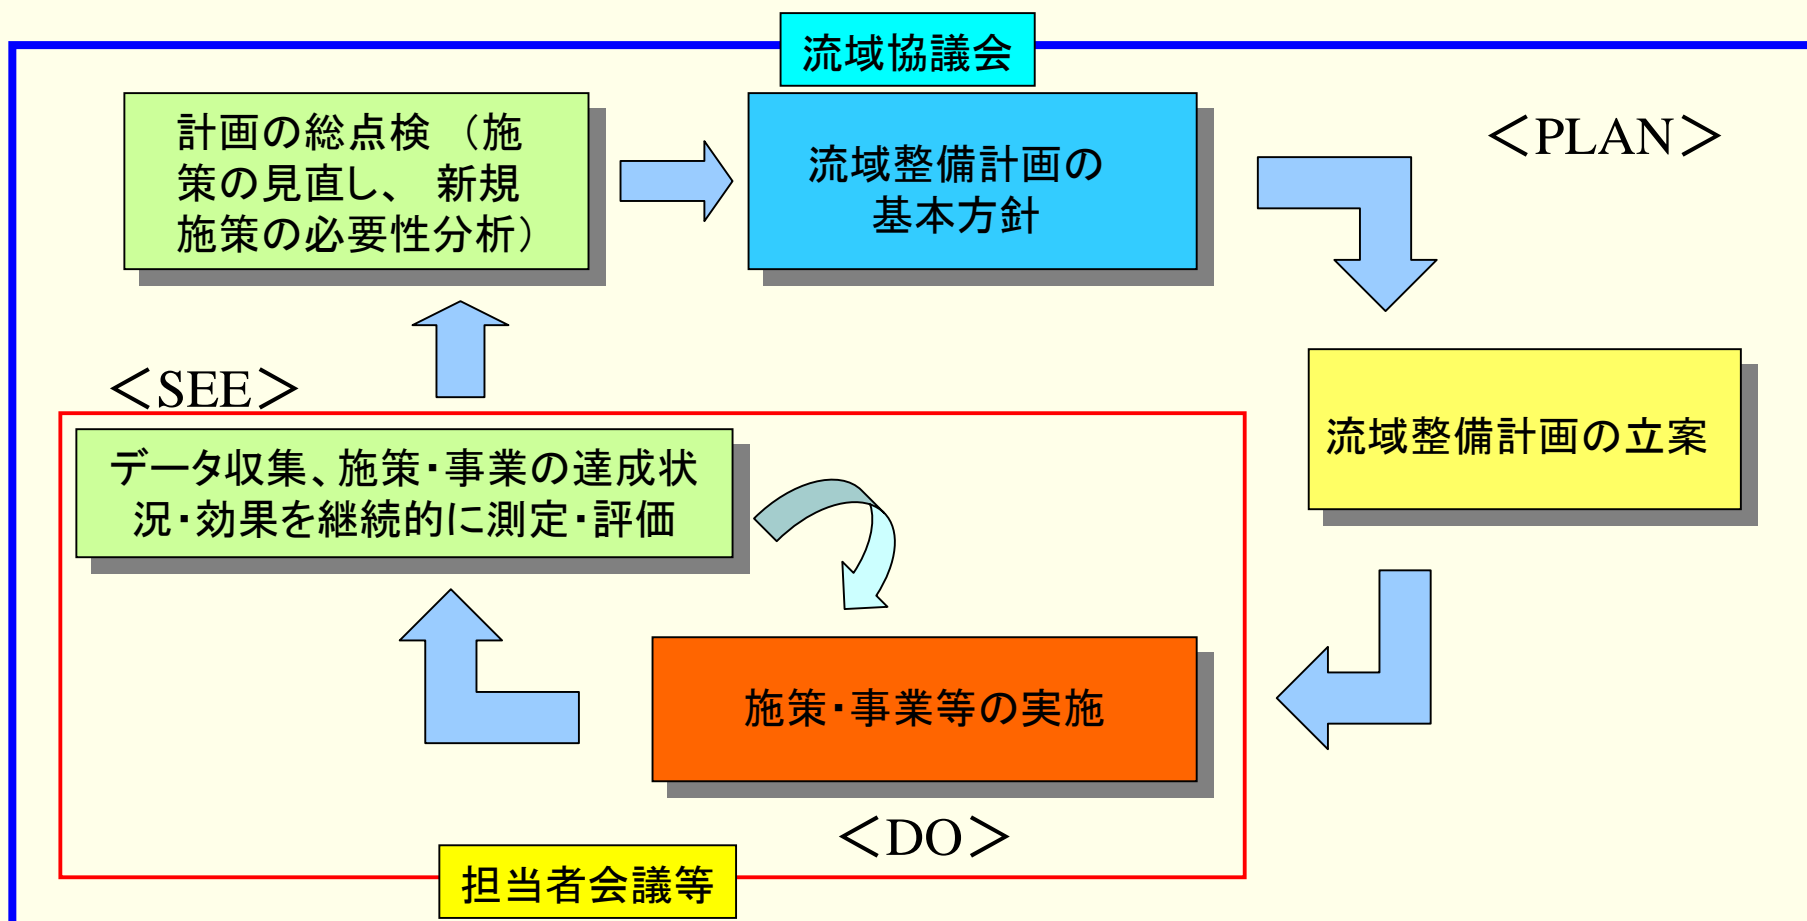 流域協議会
計画の総点検 （施
策の見直し、 新規
施策の必要性分析）
流域整備計画の
基本方針
＜PLAN＞
流域整備計画の立案
＜SEE＞
データ収集、施策・事業の達成状
況・効果を継続的に測定・評価
施策・事業等の実施
＜DO＞
担当者会議等